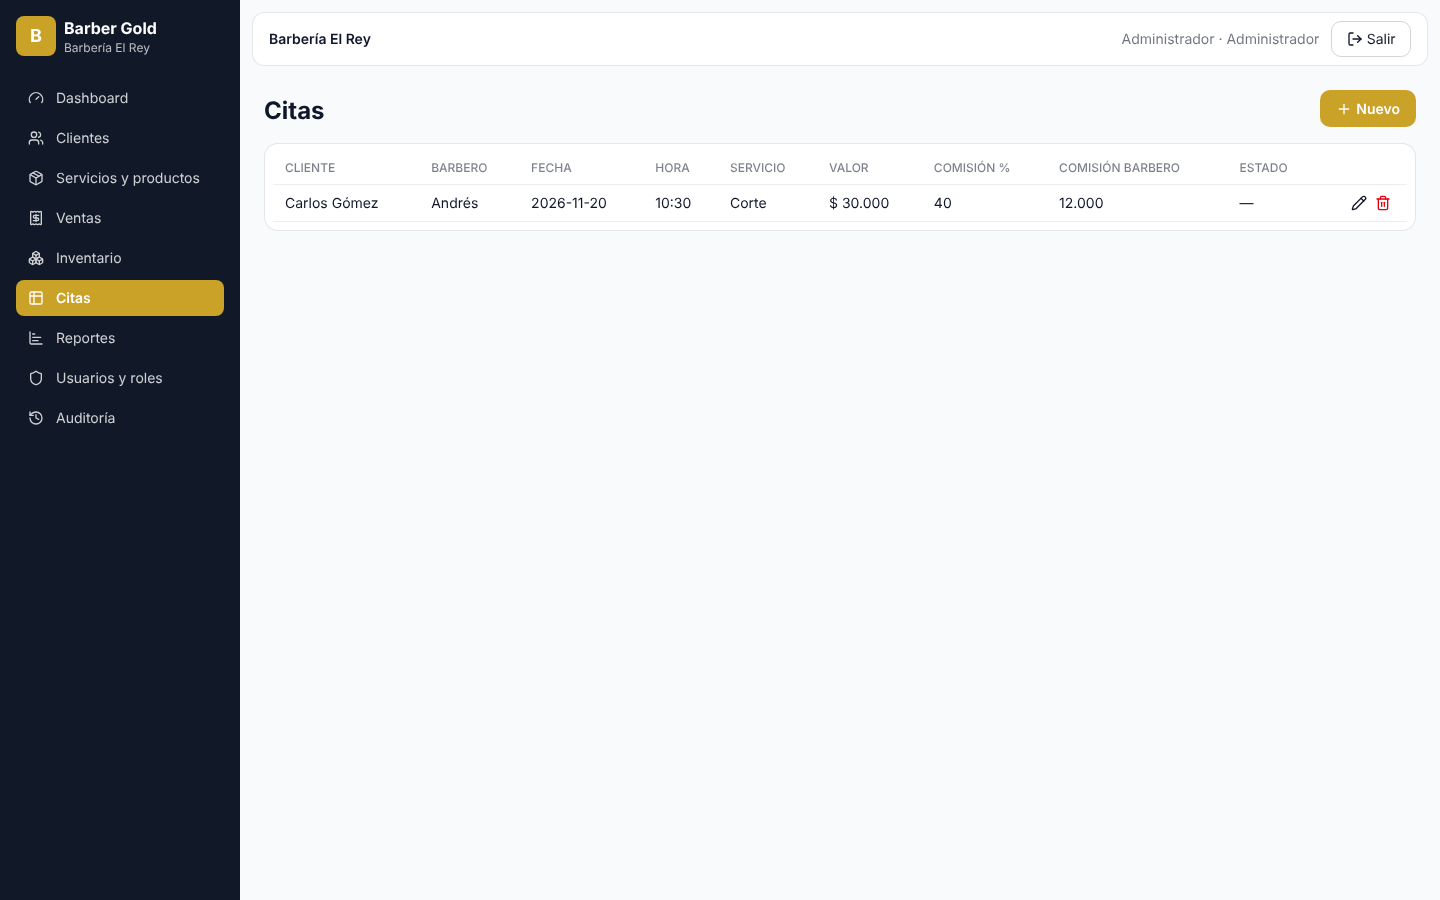 B
Barber Gold
Barbería El Rey
Dashboard
Clientes
Servicios y productos
Ventas
Inventario
Citas
Reportes
Usuarios y roles
Auditoría
Barbería El Rey
Administrador · Administrador
Salir
Citas
Nuevo
CLIENTE BARBERO FECHA HORA SERVICIO VALOR COMISIÓN % COMISIÓN BARBERO ESTADO
Carlos Gómez Andrés 2026-11-20 10:30 Corte $ 30.000 40 12.000 —